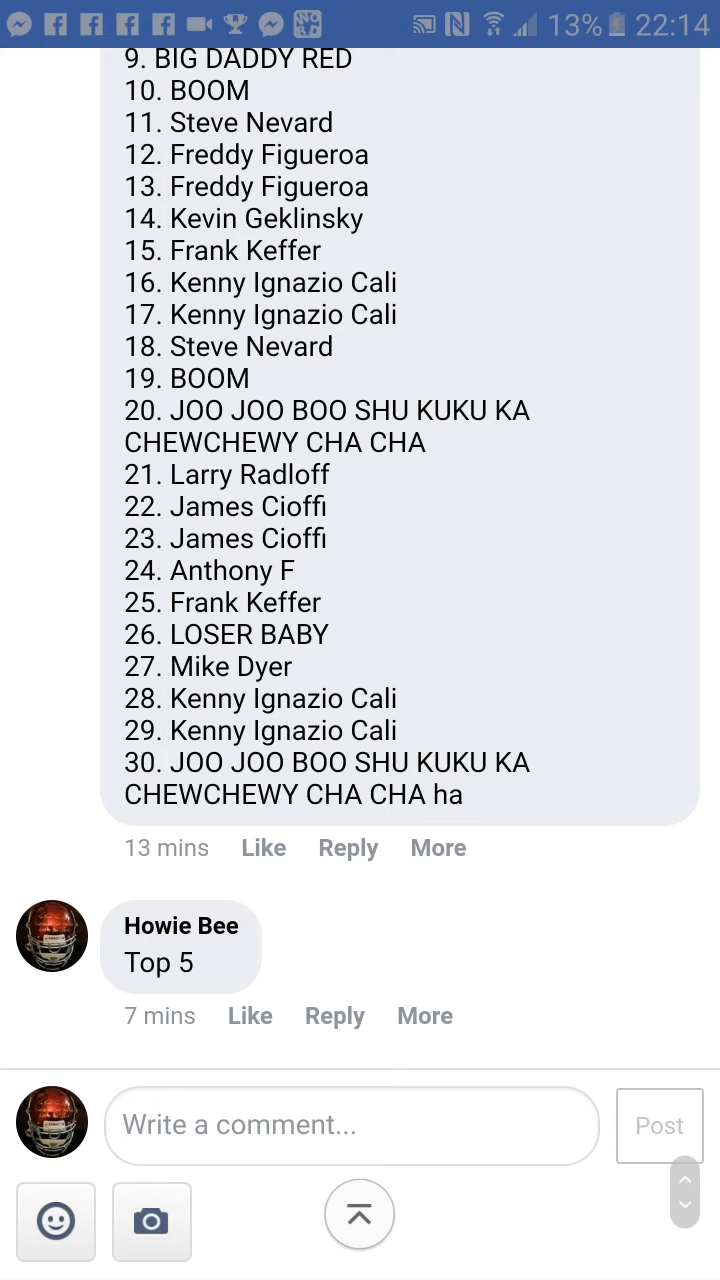 13% 22:14
9. BIG DADDY RED
10. BOOM
11. Steve Nevard
12. Freddy Figueroa
13. Freddy Figueroa
14. Kevin Geklinsky
15. Frank Keffer
16. Kenny Ignazio Cali
17. Kenny Ignazio Cali
18. Steve Nevard
19. BOOM
20. JOO JOO BOO SHU KUKU KA
CHEWCHEWY CHA CHA
21. Larry Radloff
22. James Cioffi
23. James Cioffi
24. Anthony F
25. Frank Keffer
26. LOSER BABY
27. Mike Dyer
28. Kenny Ignazio Cali
29. Kenny Ignazio Cali
30. JOO JOO BOO SHU KUKU KA
CHEWCHEWY CHA CHA ha
13 mins Like Reply More
Howie Bee
Top 5
7 mins Like Reply More
Write a comment...
Post